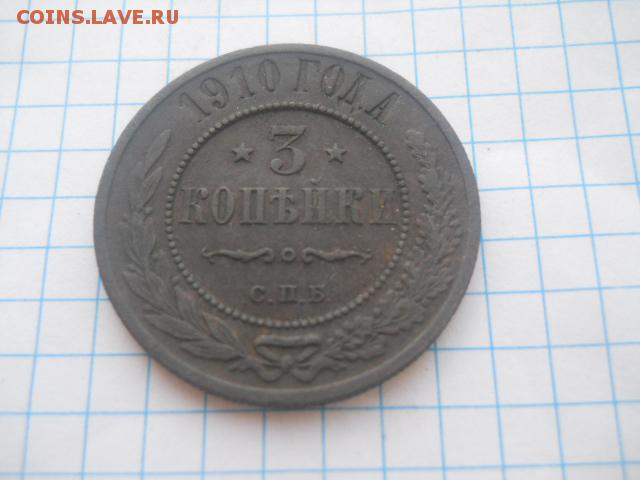 COINS.LAVE.RU
1910 ГОДА
3
КОПѢЙКИ
С.П.Б.